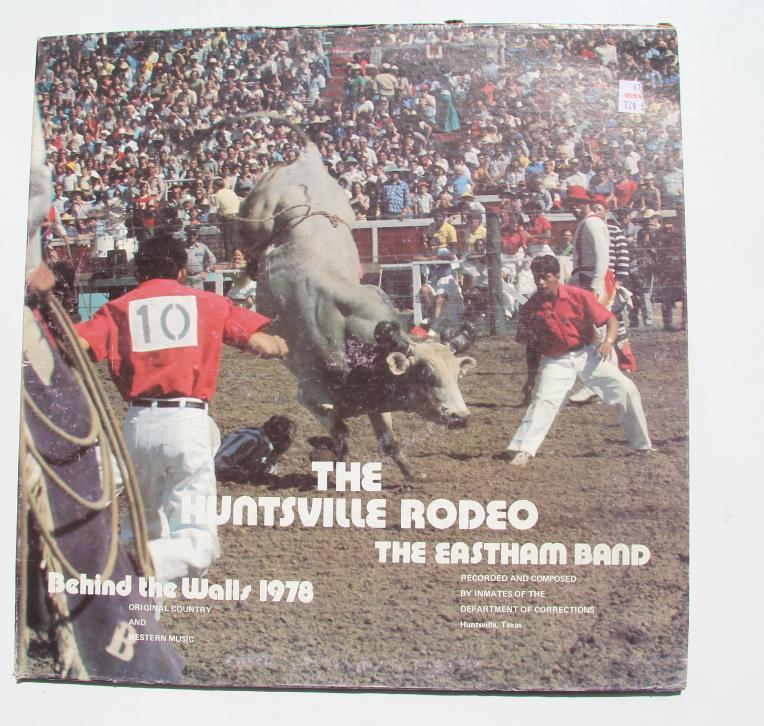 10
THE
HUNTSVILLE RODEO
THE EASTHAM BAND
Behind the Walls 1978
ORIGINAL COUNTRY
AND
WESTERN MUSIC
RECORDED AND COMPOSED
BY INMATES OF THE
DEPARTMENT OF CORRECTIONS
Huntsville, Texas
B